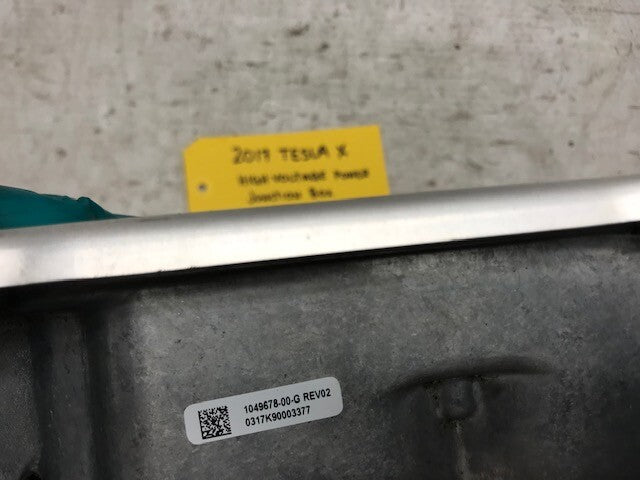 2017 TESLA X
HIGH VOLTAGE POWER
JUNCTION BOX
1049678-00-G REV02
0317K90003377